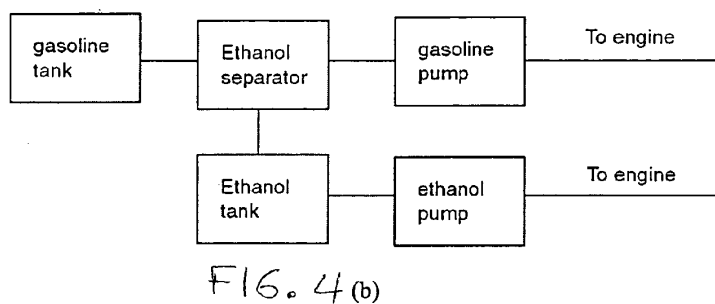 gasoline
tank
Ethanol
separator
gasoline
pump
To engine
Ethanol
tank
ethanol
pump
To engine
FIG. 4 (b)